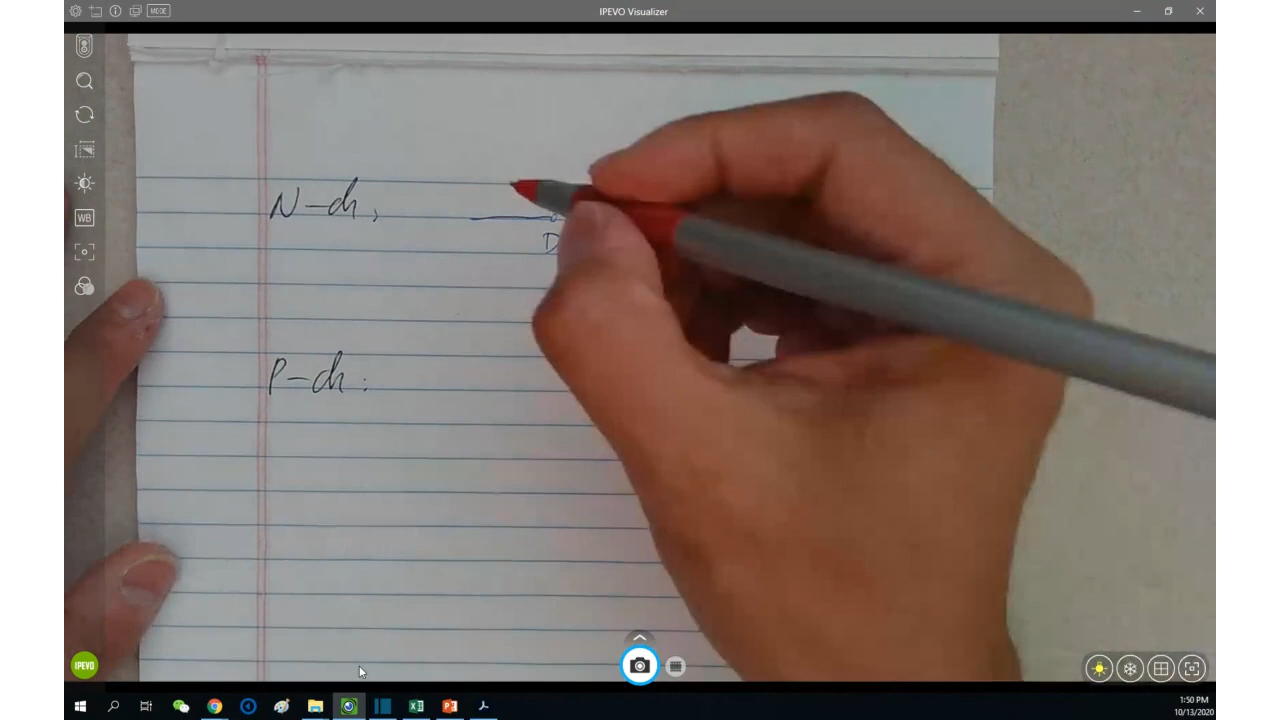 MODE
IPEVO Visualizer
WB
N-ch,
D
P-ch:
IPEVO
1:50 PM
10/13/2020